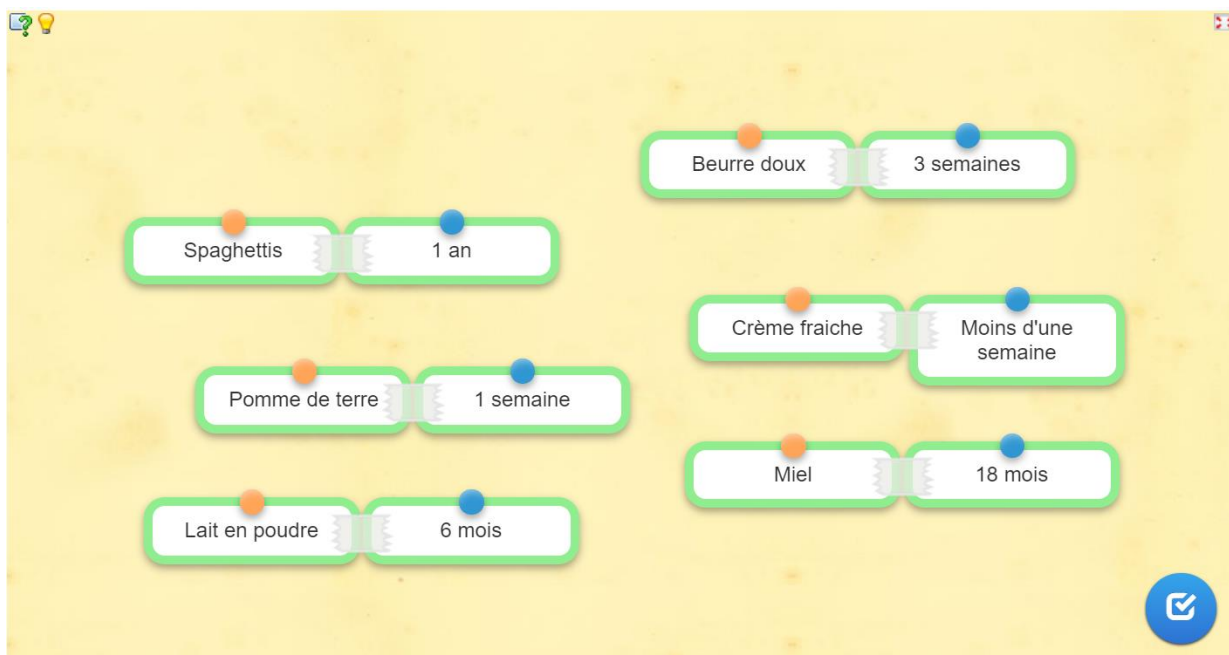 Beurre doux
3 semaines
Spaghettis
1 an
Crème fraiche
Moins d'une
semaine
Pomme de terre
1 semaine
Miel
18 mois
Lait en poudre
6 mois